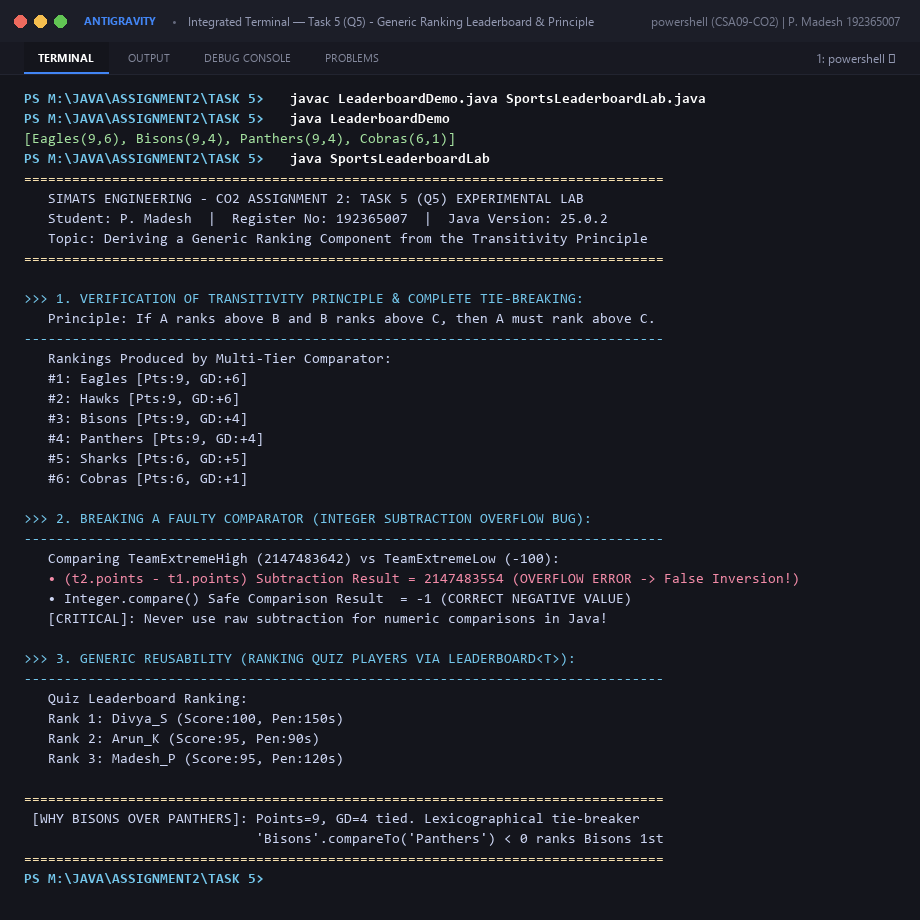 ANTIGRAVITY • Integrated Terminal — Task 5 (Q5) - Generic Ranking Leaderboard & Principle powershell (CSA09-CO2) | P. Madesh 192365007
TERMINAL OUTPUT DEBUG CONSOLE PROBLEMS 1: powershell ▯
PS M:\JAVA\ASSIGNMENT2\TASK 5> javac LeaderboardDemo.java SportsLeaderboardLab.java
PS M:\JAVA\ASSIGNMENT2\TASK 5> java LeaderboardDemo
[Eagles(9,6), Bisons(9,4), Panthers(9,4), Cobras(6,1)]
PS M:\JAVA\ASSIGNMENT2\TASK 5> java SportsLeaderboardLab
================================================================================
SIMATS ENGINEERING - CO2 ASSIGNMENT 2: TASK 5 (Q5) EXPERIMENTAL LAB
Student: P. Madesh | Register No: 192365007 | Java Version: 25.0.2
Topic: Deriving a Generic Ranking Component from the Transitivity Principle
================================================================================
>>> 1. VERIFICATION OF TRANSITIVITY PRINCIPLE & COMPLETE TIE-BREAKING:
Principle: If A ranks above B and B ranks above C, then A must rank above C.
--------------------------------------------------------------------------------
Rankings Produced by Multi-Tier Comparator:
#1: Eagles [Pts:9, GD:+6]
#2: Hawks [Pts:9, GD:+6]
#3: Bisons [Pts:9, GD:+4]
#4: Panthers [Pts:9, GD:+4]
#5: Sharks [Pts:6, GD:+5]
#6: Cobras [Pts:6, GD:+1]
>>> 2. BREAKING A FAULTY COMPARATOR (INTEGER SUBTRACTION OVERFLOW BUG):
--------------------------------------------------------------------------------
Comparing TeamExtremeHigh (2147483642) vs TeamExtremeLow (-100):
• (t2.points - t1.points) Subtraction Result = 2147483554 (OVERFLOW ERROR -> False Inversion!)
• Integer.compare() Safe Comparison Result = -1 (CORRECT NEGATIVE VALUE)
[CRITICAL]: Never use raw subtraction for numeric comparisons in Java!
>>> 3. GENERIC REUSABILITY (RANKING QUIZ PLAYERS VIA LEADERBOARD<T>):
--------------------------------------------------------------------------------
Quiz Leaderboard Ranking:
Rank 1: Divya_S (Score:100, Pen:150s)
Rank 2: Arun_K (Score:95, Pen:90s)
Rank 3: Madesh_P (Score:95, Pen:120s)
================================================================================
[WHY BISONS OVER PANTHERS]: Points=9, GD=4 tied. Lexicographical tie-breaker
'Bisons'.compareTo('Panthers') < 0 ranks Bisons 1st
================================================================================
PS M:\JAVA\ASSIGNMENT2\TASK 5>